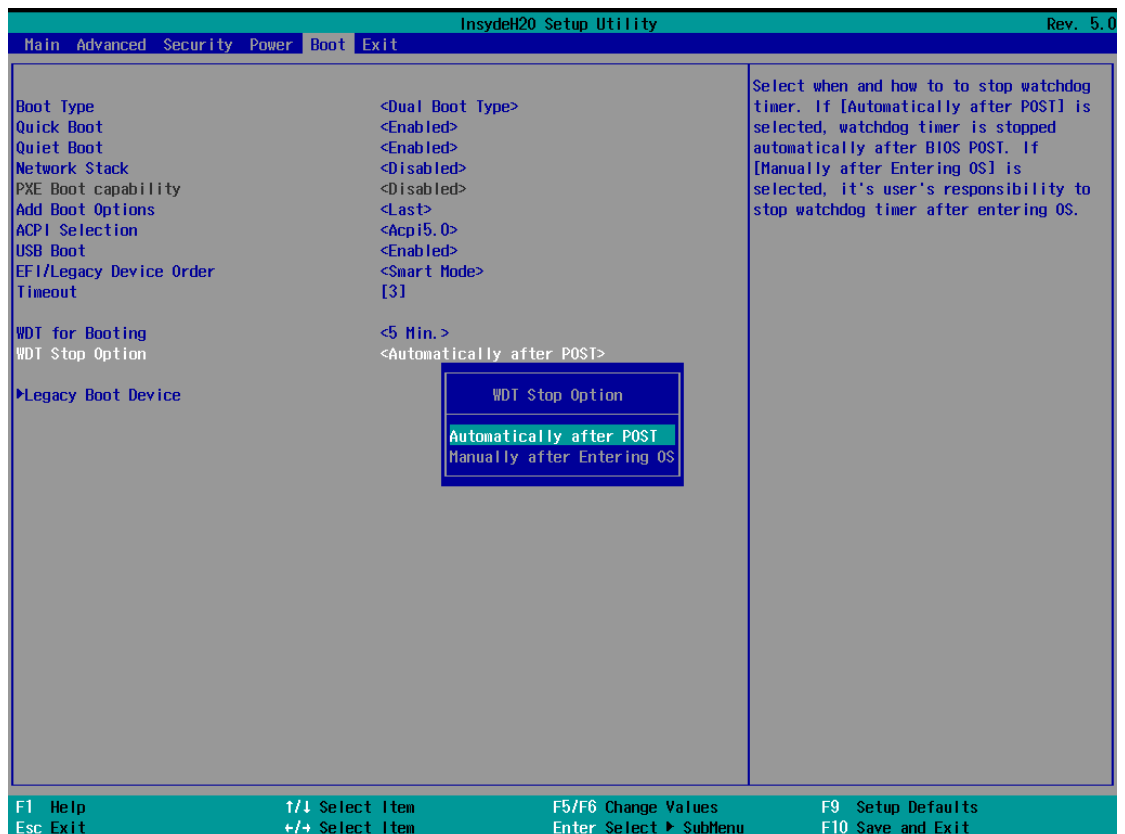 InsydeH2O Setup Utility Rev. 5.0
Main Advanced Security Power Boot Exit
Boot Type <Dual Boot Type>
Quick Boot <Enabled>
Quiet Boot <Enabled>
Network Stack <Disabled>
PXE Boot capability <Disabled>
Add Boot Options <Last>
ACPI Selection <Acpi5.0>
USB Boot <Enabled>
EFI/Legacy Device Order <Smart Mode>
Timeout [3]
WDT for Booting <5 Min.>
WDT Stop Option <Automatically after POST>
▶Legacy Boot Device
WDT Stop Option
Automatically after POST
Manually after Entering OS
Select when and how to to stop watchdog
timer. If [Automatically after POST] is
selected, watchdog timer is stopped
automatically after BIOS POST. If
[Manually after Entering OS] is
selected, it's user's responsibility to
stop watchdog timer after entering OS.
F1 Help ↑/↓ Select Item F5/F6 Change Values F9 Setup Defaults
Esc Exit ←/→ Select Item Enter Select ▶ SubMenu F10 Save and Exit